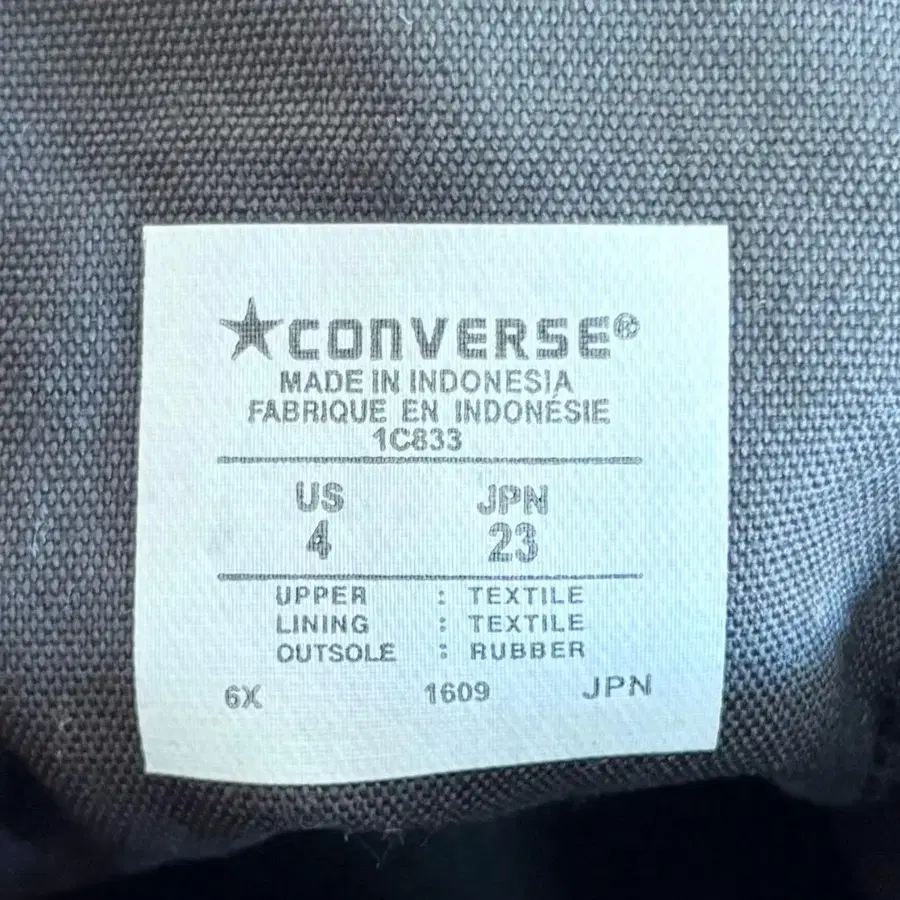 ★CONVERSE®
MADE IN INDONESIA
FABRIQUE EN INDONÉSIE
1C833
US JPN
4 23
UPPER : TEXTILE
LINING : TEXTILE
OUTSOLE : RUBBER
6X 1609 JPN